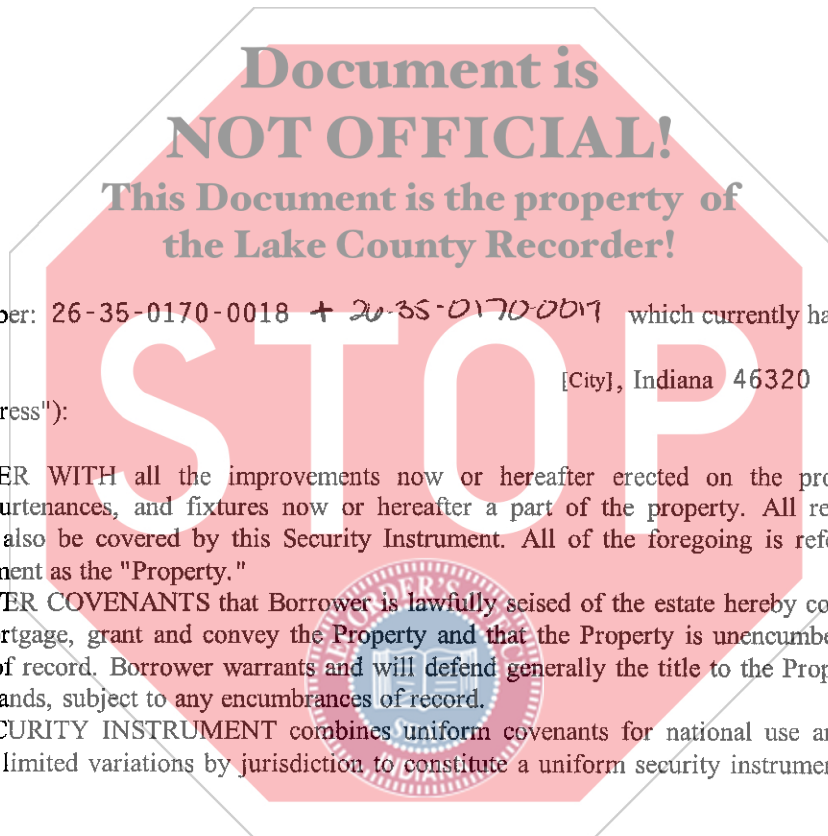 Document is
NOT OFFICIAL!
This Document is the property of
the Lake County Recorder!
ber: 26-35-0170-0018 + 26-35-0170-0017 which currently ha
[City], Indiana 46320
ress"):
STOP
ER WITH all the improvements now or hereafter erected on the pro
urtenances, and fixtures now or hereafter a part of the property. All re
also be covered by this Security Instrument. All of the foregoing is refe
ment as the "Property."
ER COVENANTS that Borrower is lawfully seised of the estate hereby co
rtgage, grant and convey the Property and that the Property is unencumbe
of record. Borrower warrants and will defend generally the title to the Prop
ands, subject to any encumbrances of record.
CURITY INSTRUMENT combines uniform covenants for national use an
limited variations by jurisdiction to constitute a uniform security instrumen